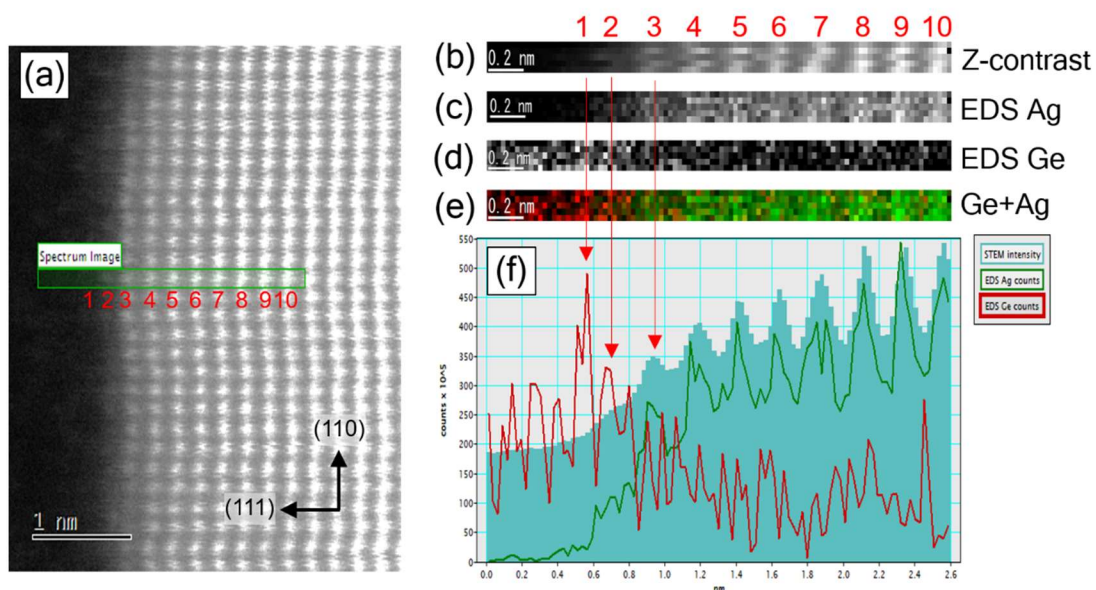 (a)
Spectrum Image
1 2 3 4 5 6 7 8 9 10
(110)
(111)
1 nm
1 2 3 4 5 6 7 8 9 10
(b) 0.2 nm Z-contrast
(c) 0.2 nm EDS Ag
(d) 0.2 nm EDS Ge
(e) 0.2 nm Ge+Ag
(f)
STEM intensity
EDS Ag counts
EDS Ge counts
counts x 10^5
550
500
450
400
350
300
250
200
150
100
50
0
0.0 0.2 0.4 0.6 0.8 1.0 1.2 1.4 1.6 1.8 2.0 2.2 2.4 2.6
nm